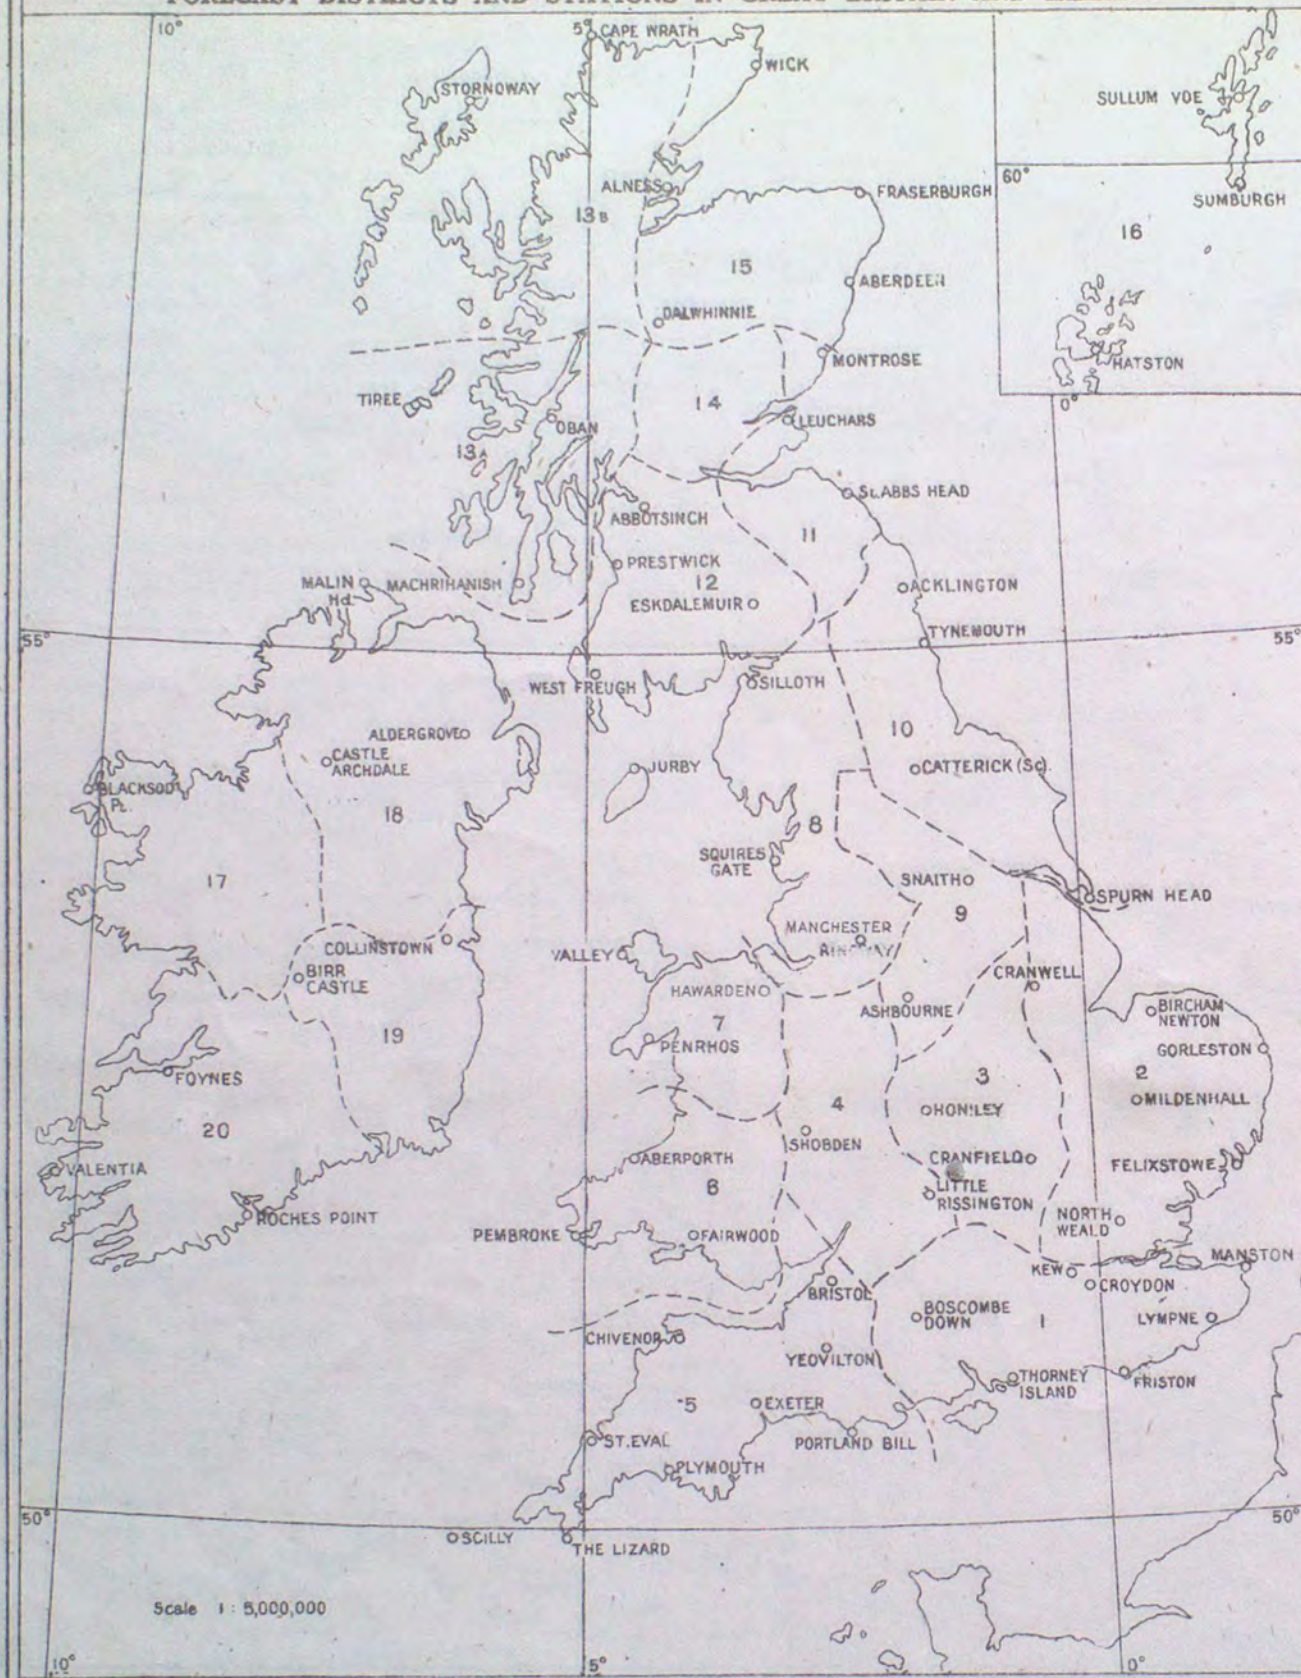 FORECAST DISTRICTS AND STATIONS IN GREAT BRITAIN AND
10°
5°
CAPE WRATH
WICK
STORNOWAY
SULLUM VOE
60°
SUMBURGH
16
HATSTON
0°
ALNESS
13B
FRASERBURGH
15
ABERDEEN
DALWHINNIE
MONTROSE
TIREE
14
OBAN
LEUCHARS
13A
ABBOTSINCH
St. ABBS HEAD
11
PRESTWICK
12
MALIN
Hd.
MACHRIHANISH
ESKDALEMUIR
ACKLINGTON
TYNEMOUTH
55°
55°
WEST FREUGH
SILLOTH
ALDERGROVE
CASTLE
ARCHDALE
10
JURBY
CATTERICK (Sc).
BLACKSOD
Pt.
18
8
SQUIRES
GATE
17
SNAITH
9
SPURN HEAD
COLLINSTOWN
VALLEY
MANCHESTER
RINGWAY
BIRR
CASTLE
HAWARDEN
CRANWELL
ASHBOURNE
BIRCHAM
NEWTON
7
PENRHOS
19
GORLESTON
FOYNES
3
2
MILDENHALL
4
20
SHOBDEN
CRANFIELD
FELIXSTOWE
VALENTIA
ABERPORTH
6
LITTLE
RISSINGTON
ROCHES POINT
NORTH
WEALD
PEMBROKE
FAIRWOOD
MANSTON
KEW
CROYDON
BRISTOL
BOSCOMBE
DOWN
1
LYMPNE
CHIVENOR
YEOVILTON
THORNEY
ISLAND
FRISTON
5
EXETER
ST. EVAL
PORTLAND BILL
PLYMOUTH
50°
50°
SCILLY
THE LIZARD
Scale 1 : 5,000,000
10°
5°
0°